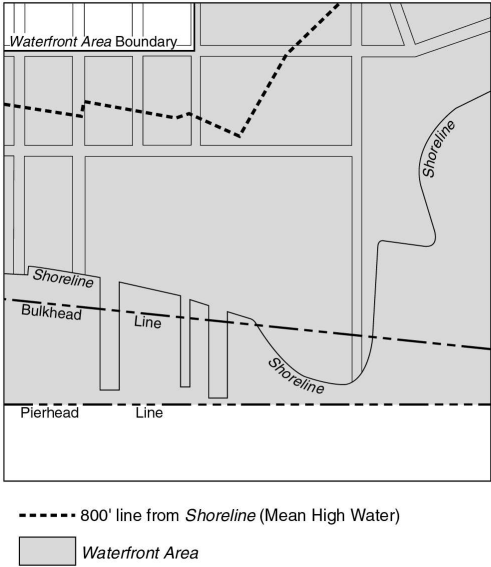 Waterfront Area Boundary
Shoreline
Shoreline
Bulkhead
Line
Shoreline
Pierhead
Line
800' line from Shoreline (Mean High Water)
Waterfront Area